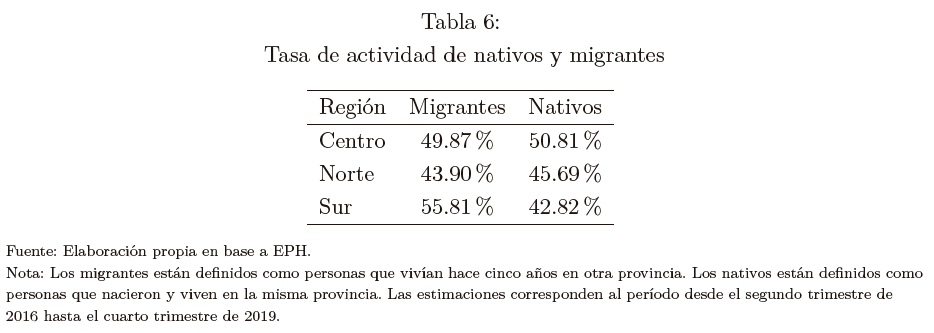 Tabla 6:
Tasa de actividad de nativos y migrantes
Región Migrantes Nativos
Centro 49.87 % 50.81 %
Norte 43.90 % 45.69 %
Sur 55.81 % 42.82 %
Fuente: Elaboración propia en base a EPH.
Nota: Los migrantes están definidos como personas que vivían hace cinco años en otra provincia. Los nativos están definidos como
personas que nacieron y viven en la misma provincia. Las estimaciones corresponden al período desde el segundo trimestre de
2016 hasta el cuarto trimestre de 2019.